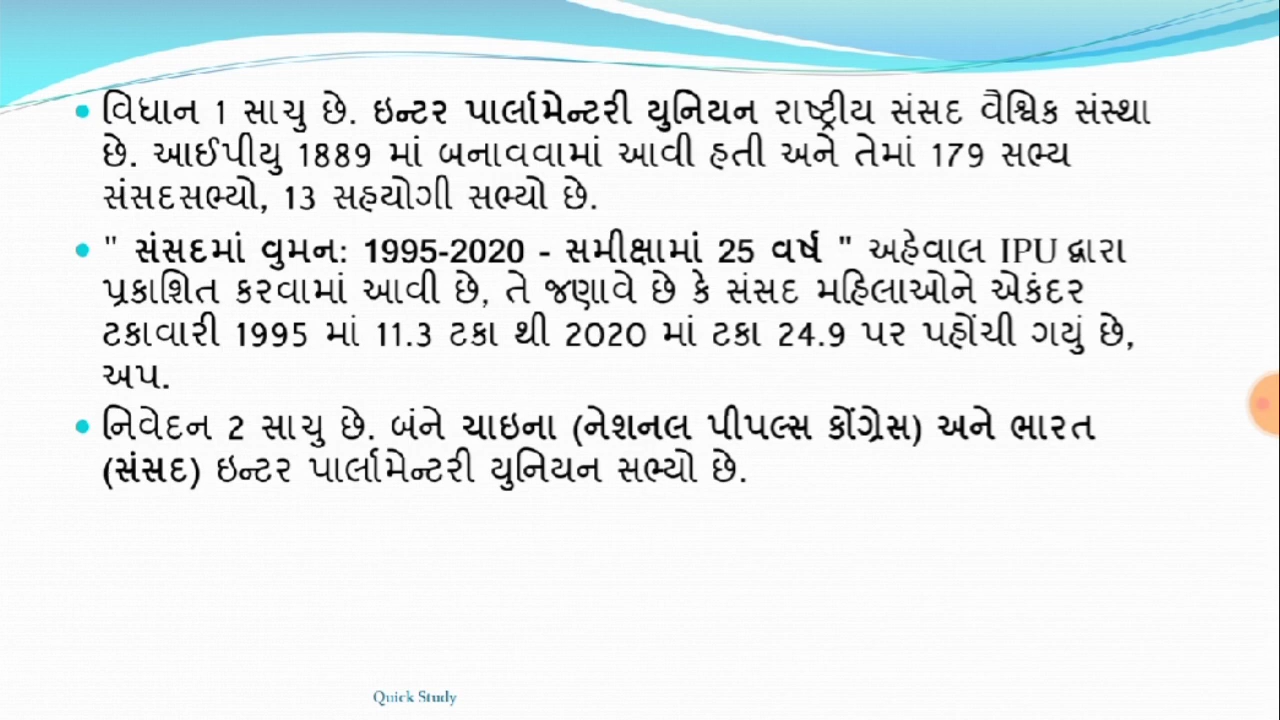 વિધાન 1 સાચુ છે. ઇન્ટર પાર્લામેન્ટરી યુનિયન રાષ્ટ્રીય સંસદ વૈશ્વિક સંસ્થા
છે. આઈપીયુ 1889 માં બનાવવામાં આવી હતી અને તેમાં 179 સભ્ય
સંસદસભ્યો, 13 સહયોગી સભ્યો છે.
" સંસદમાં વુમન: 1995-2020 - સમીક્ષામાં 25 વર્ષ " અહેવાલ IPU દ્વારા
પ્રકાશિત કરવામાં આવી છે, તે જણાવે છે કે સંસદ મહિલાઓને એકંદર
ટકાવારી 1995 માં 11.3 ટકા થી 2020 માં ટકા 24.9 પર પહોંચી ગયું છે,
અપ.
નિવેદન 2 સાચુ છે. બંને ચાઇના (નેશનલ પીપલ્સ કોંગ્રેસ) અને ભારત
(સંસદ) ઇન્ટર પાર્લામેન્ટરી યુનિયન સભ્યો છે.
Quick Study